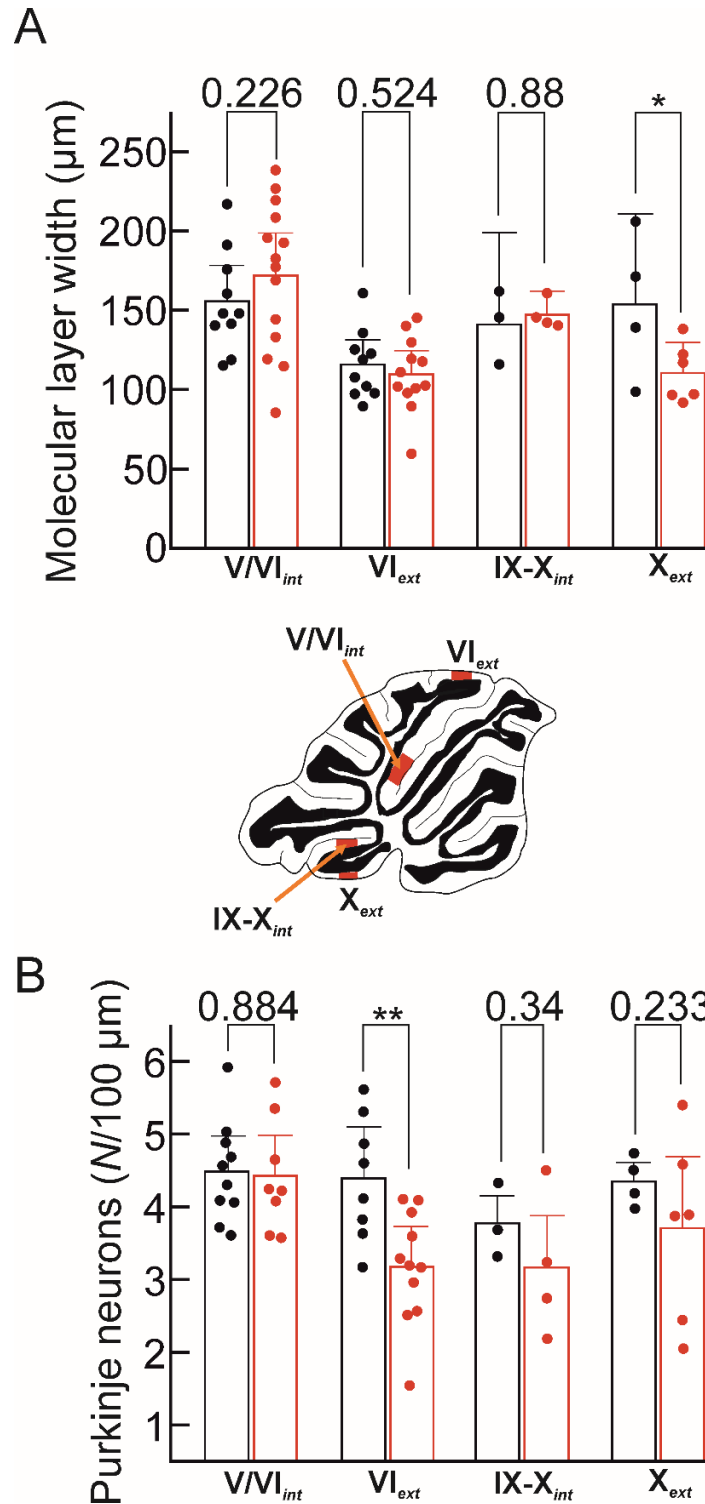 A
0.226 0.524 0.88 *
Molecular layer width (µm)
250
200
150
100
50
0
V/VIint VIext IX-Xint Xext
V/VIint
VIext
IX-Xint
Xext
B
0.884 ** 0.34 0.233
Purkinje neurons (N/100 µm)
6
5
4
3
2
1
V/VIint VIext IX-Xint Xext